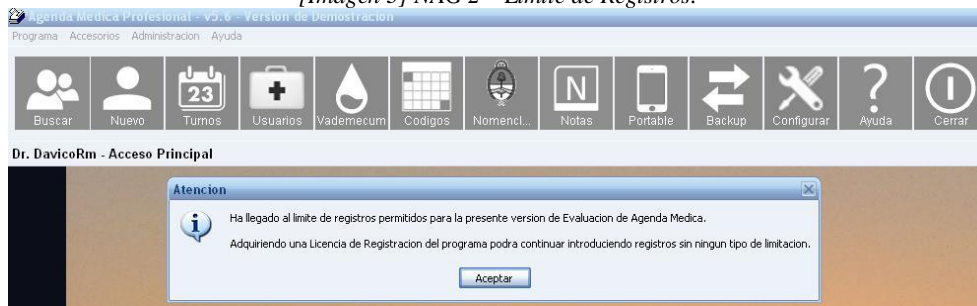 [Imagen 3] NAG 2 – Limite de Registros.
Agenda Medica Profesional - v5.6 - Version de Demostracion
Programa Accesorios Administracion Ayuda
23 N ?
Buscar Nuevo Turnos Usuarios Vademecum Codigos Nomencl... Notas Portable Backup Configurar Ayuda Cerrar
Dr. DavicoRm - Acceso Principal
Atencion
Ha llegado al limite de registros permitidos para la presente version de Evaluacion de Agenda Medica.
Adquiriendo una Licencia de Registracion del programa podra continuar introduciendo registros sin ningun tipo de limitacion.
Aceptar